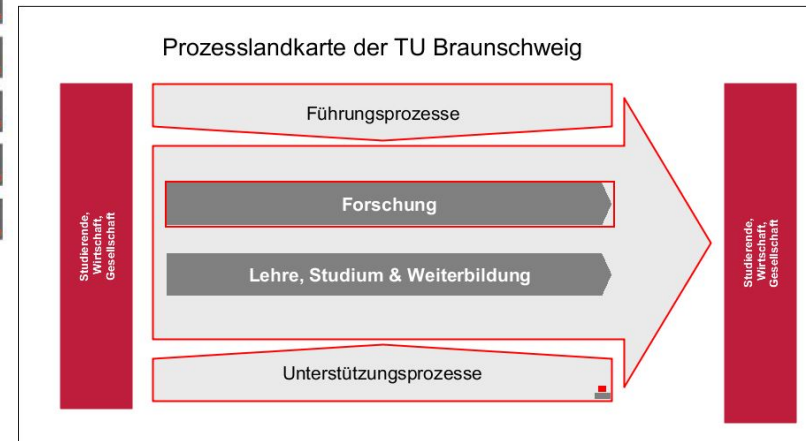 Prozesslandkarte der TU Braunschweig
Führungsprozesse
Studierende,
Wirtschaft,
Gesellschaft
Forschung
Lehre, Studium & Weiterbildung
Studierende,
Wirtschaft,
Gesellschaft
Unterstützungsprozesse